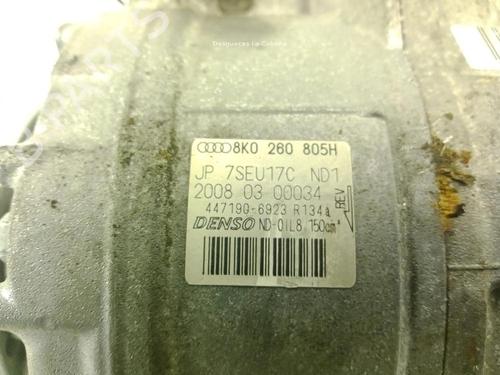 Desguaces La Cabaña
8K0 260 805H
JP 7SEU17C ND1
2008 03 00034
447190-6923 R134a
REV
DENSO ND-OIL8 150cm³